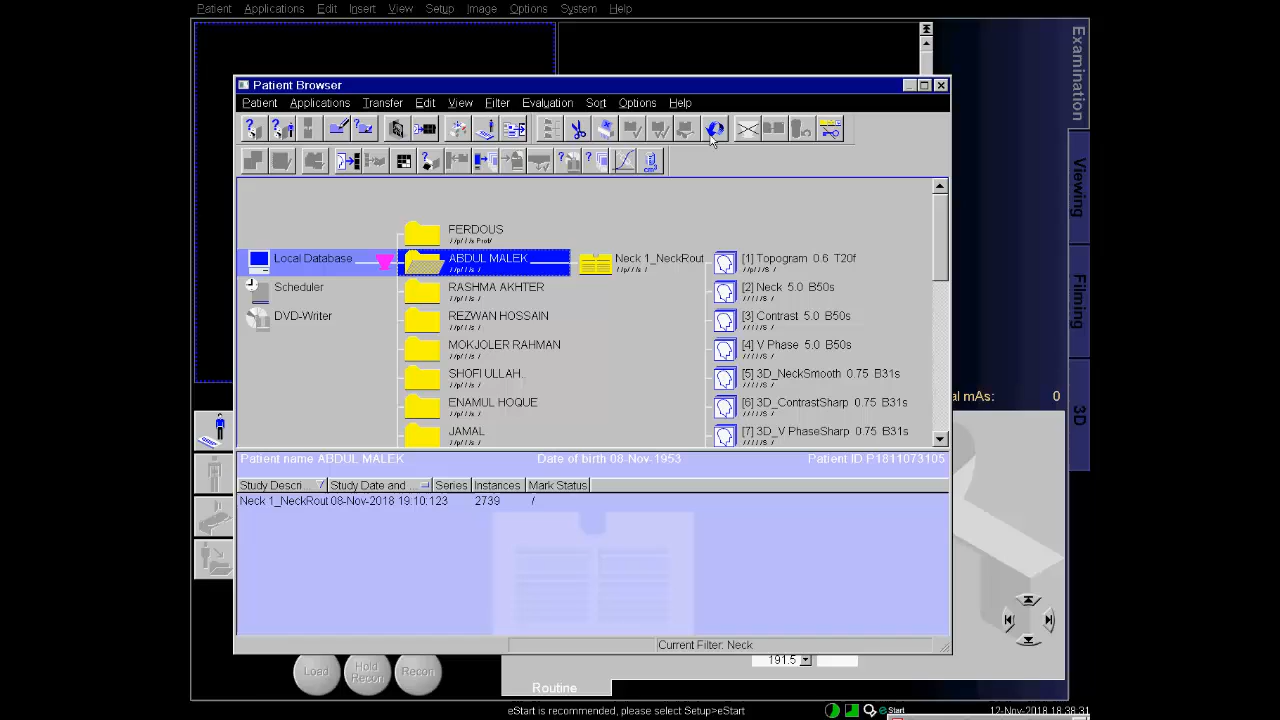 Patient Applications Edit Insert View Setup Image Options System Help
Patient Browser
Patient Applications Transfer Edit View Filter Evaluation Sort Options Help
FERDOUS
Local Database
ABDUL MALEK
Neck 1_NeckRout
[1] Topogram 0.6 T20f
Scheduler
RASHMA AKHTER
[2] Neck 5.0 B50s
DVD-Writer
REZWAN HOSSAIN
[3] Contrast 5.0 B50s
MOKJOLER RAHMAN
[4] V Phase 5.0 B50s
SHOFI ULLAH
[5] 3D_NeckSmooth 0.75 B31s
ENAMUL HOQUE
[6] 3D_ContrastSharp 0.75 B31s
JAMAL
[7] 3D_V PhaseSharp 0.75 B31s
Patient name ABDUL MALEK Date of birth 08-Nov-1953 Patient ID P1811073105
Study Descri... Study Date and ... Series Instances Mark Status
Neck 1_NeckRout 08-Nov-2018 19.10. 123 2739 /
Current Filter: Neck
Examination
Viewing
Filming
3D
al mAs: 0
191.5
Load
Hold
Recon
Recon
Routine
eStart is recommended, please select Setup>eStart
eStart
12-Nov-2018 18.38.31